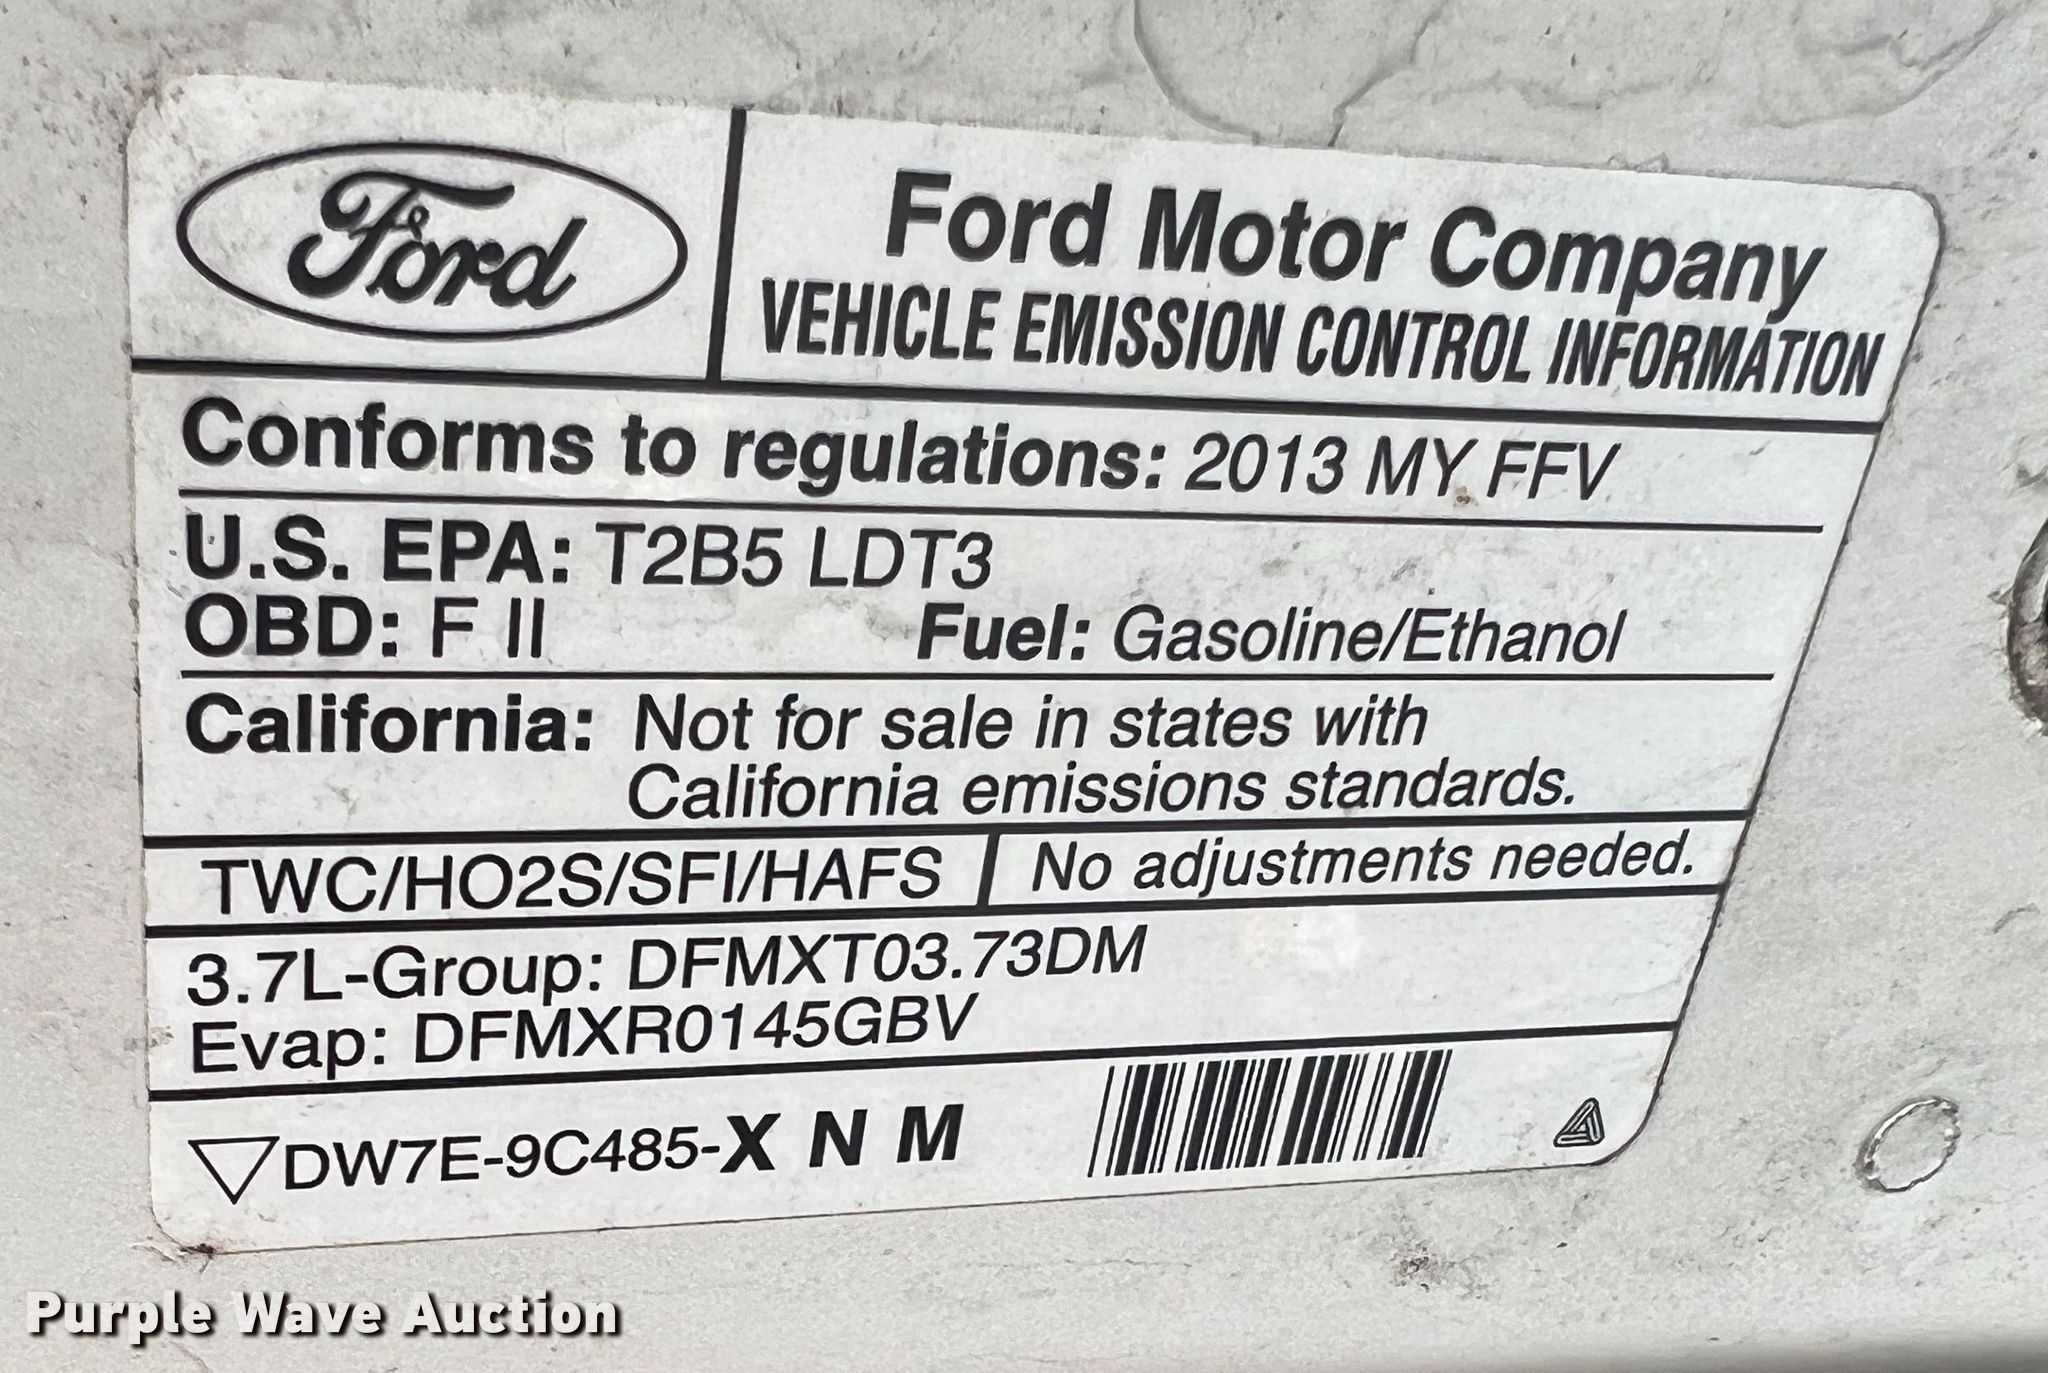 Ford
Ford Motor Company
VEHICLE EMISSION CONTROL INFORMATION
Conforms to regulations: 2013 MY FFV
U.S. EPA: T2B5 LDT3
OBD: F II Fuel: Gasoline/Ethanol
California: Not for sale in states with
California emissions standards.
TWC/HO2S/SFI/HAFS No adjustments needed.
3.7L-Group: DFMXT03.73DM
Evap: DFMXR0145GBV
DW7E-9C485-X N M
Purple Wave Auction